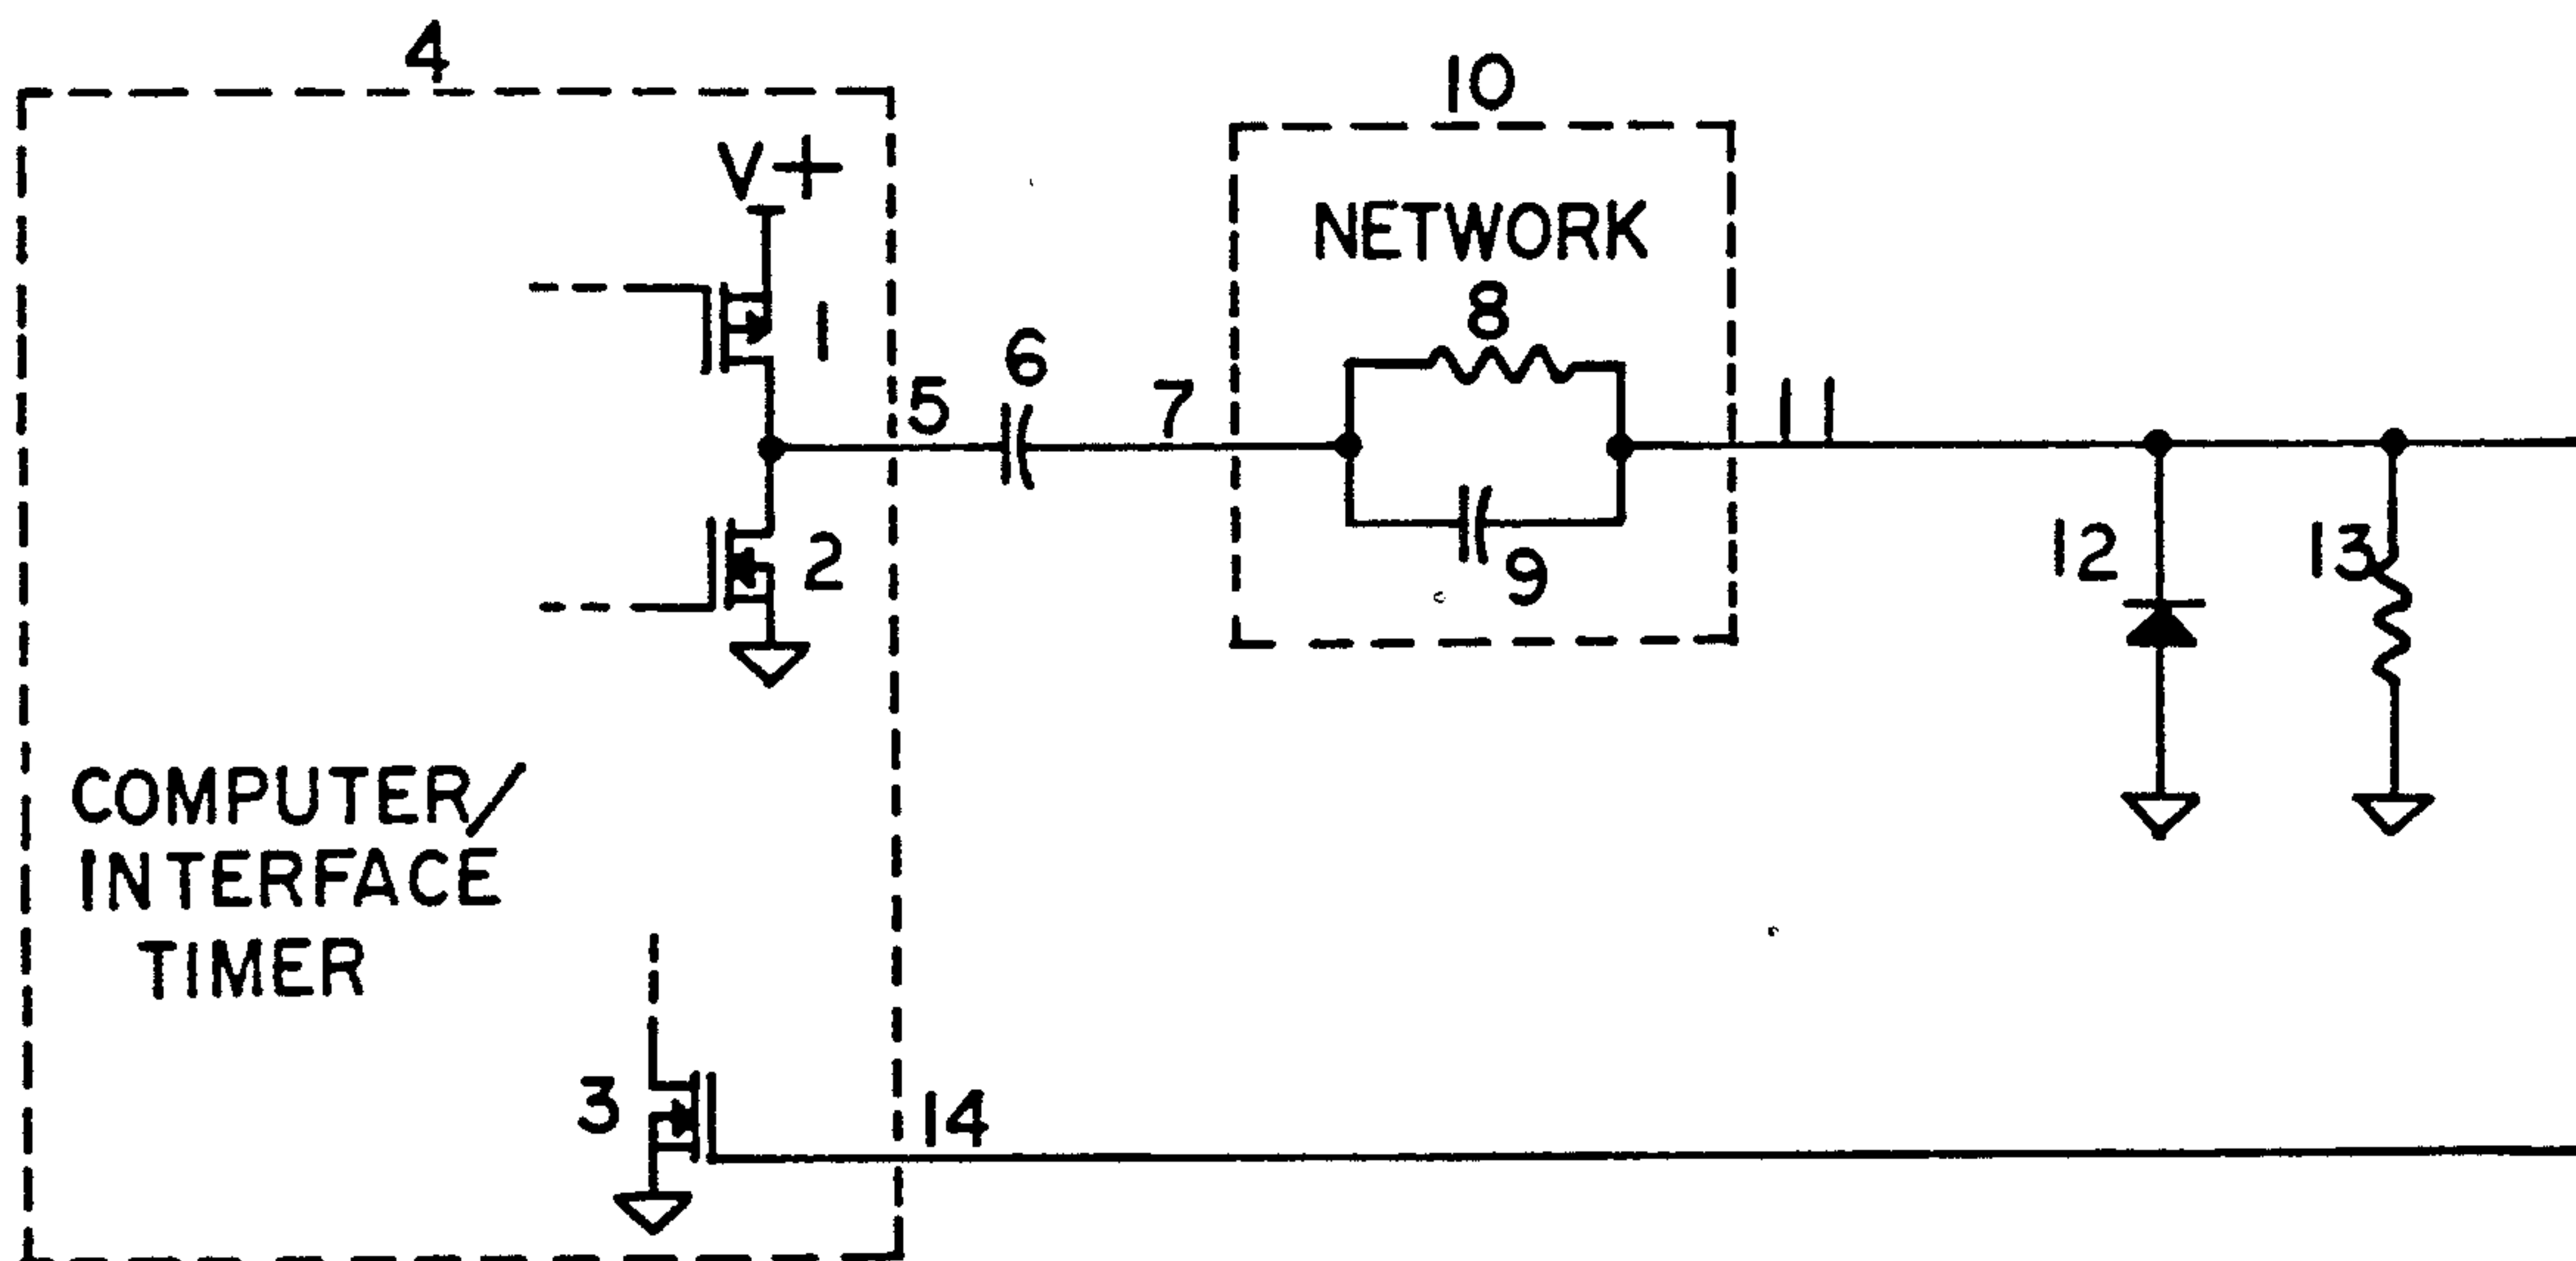 4
10
V+
NETWORK
1
8
5
6
7
11
2
9
12
13
COMPUTER/
INTERFACE
TIMER
3
14